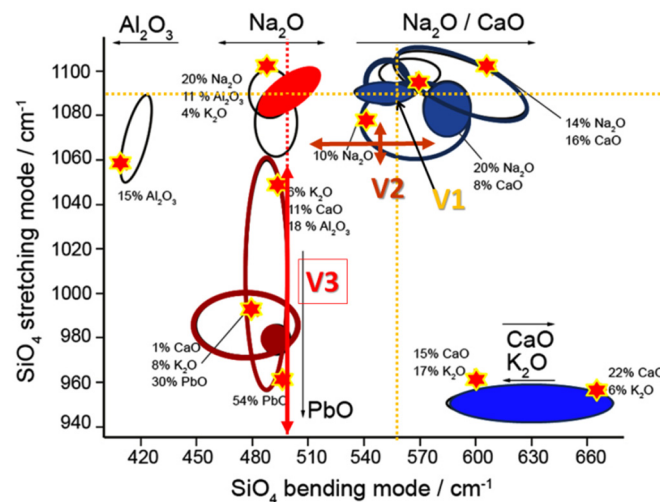 Al₂O₃
Na₂O
Na₂O / CaO
SiO₄ stretching mode / cm⁻¹
1100
1080
1060
1040
1020
1000
980
960
940
20% Na₂O
11 % Al₂O₃
4% K₂O
15% Al₂O₃
10% Na₂O
V2
V1
14% Na₂O
16% CaO
20% Na₂O
8% CaO
6% K₂O
11% CaO
18 % Al₂O₃
V3
1% CaO
8% K₂O
30% PbO
54% PbO
PbO
CaO
K₂O
15% CaO
17% K₂O
22% CaO
6% K₂O
420
450
480
510
540
570
600
630
660
SiO₄ bending mode / cm⁻¹